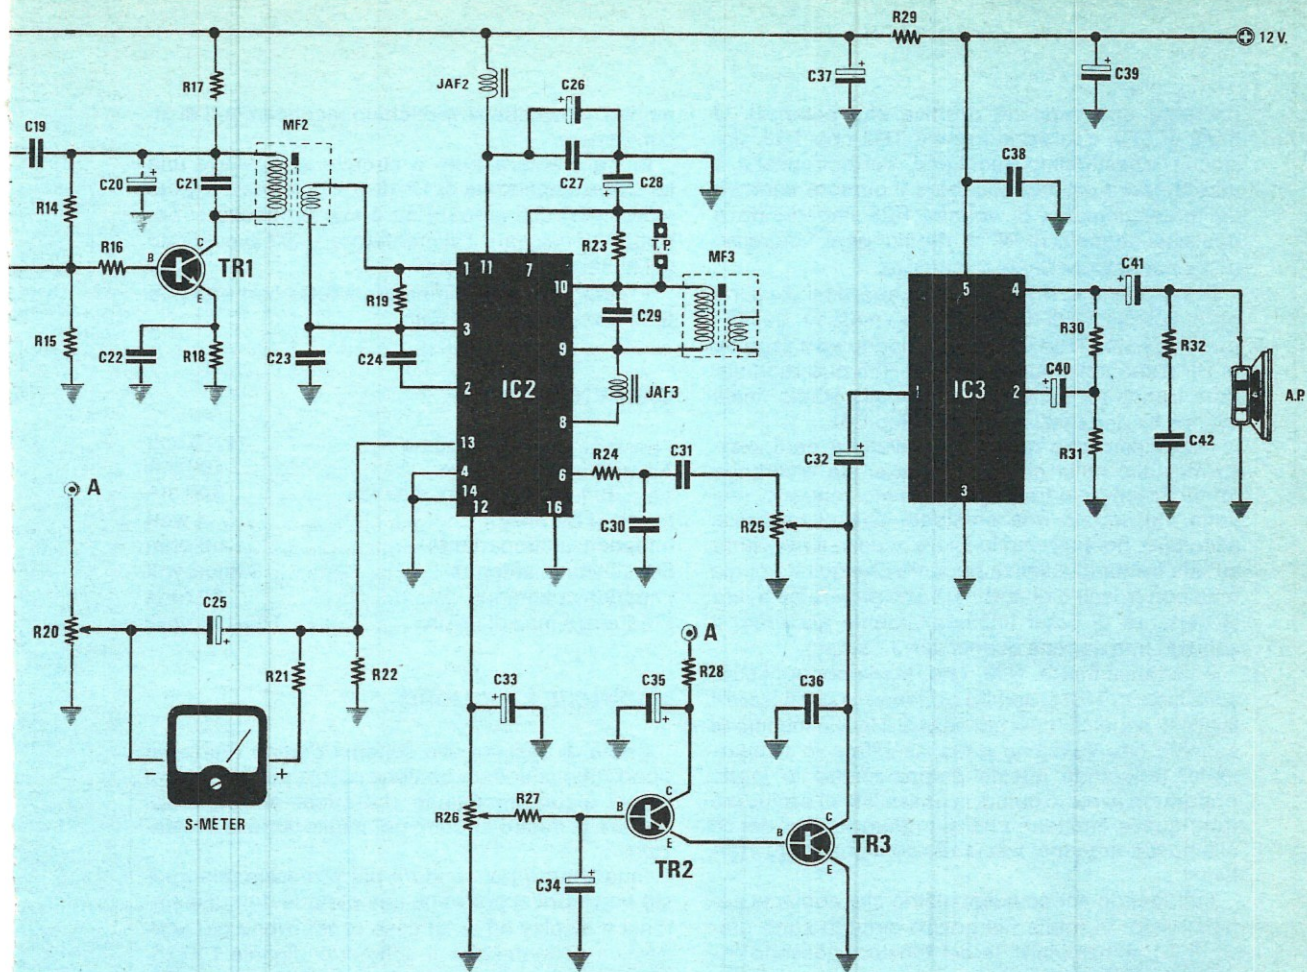 R29
12 V.
R17
JAF2
C26
C37
C39
C19
MF2
C20
C21
C27
C28
C38
R14
R16
B
C
E
TR1
R23
T.P.
MF3
1
11
7
10
R19
3
C29
9
2
IC2
JAF3
8
R15
C22
R18
C23
C24
5
4
C41
R30
R32
C40
1
IC3
2
A.P.
R31
C42
3
13
4
14
12
6
16
R24
C31
C32
C30
R25
A
C25
R20
R21
R22
S-METER
A
R28
C33
C35
C36
R26
R27
B
C
E
TR2
B
C
E
TR3
C34